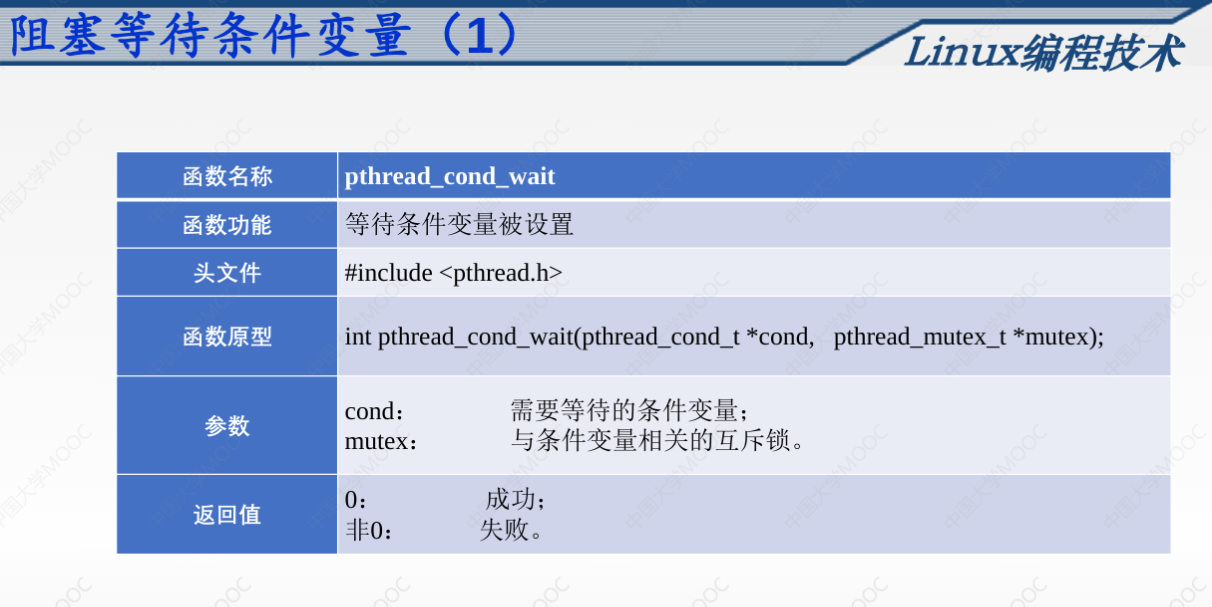 阻塞等待条件变量（1）
Linux编程技术
函数名称 pthread_cond_wait
函数功能 等待条件变量被设置
头文件 #include <pthread.h>
函数原型 int pthread_cond_wait(pthread_cond_t *cond, pthread_mutex_t *mutex);
参数
cond： 需要等待的条件变量；
mutex： 与条件变量相关的互斥锁。
返回值
0： 成功；
非0： 失败。
中国大学MOOC